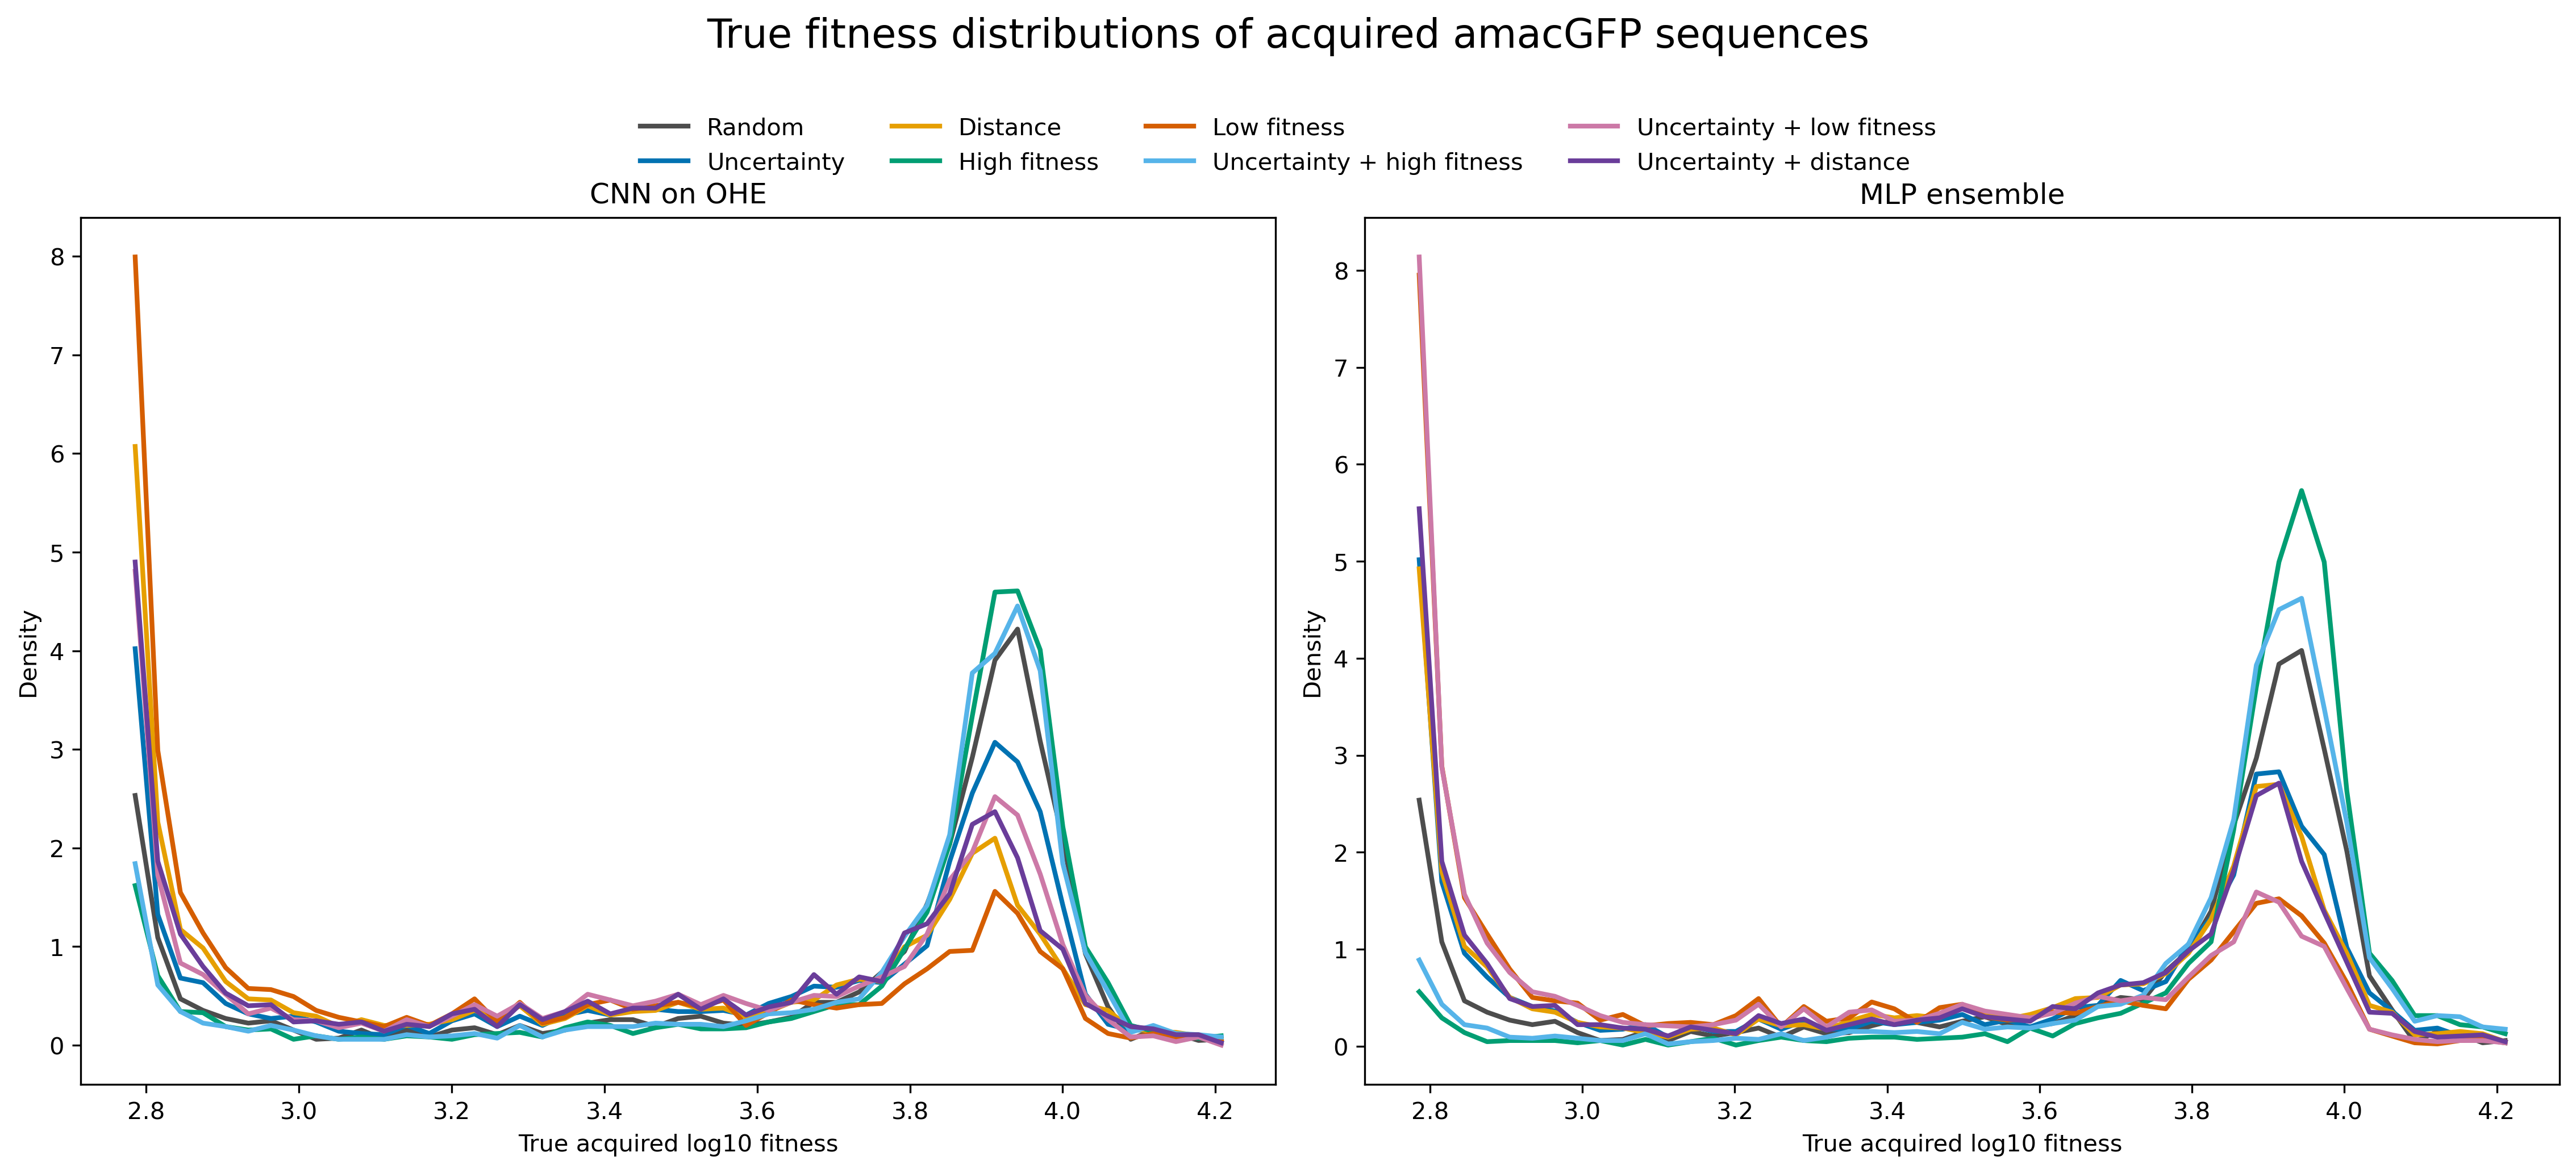 True fitness distributions of acquired amacGFP sequences
Random Distance Low fitness Uncertainty + low fitness
Uncertainty High fitness Uncertainty + high fitness Uncertainty + distance
CNN on OHE
8
7
6
5
4
3
2
1
0
Density
2.8 3.0 3.2 3.4 3.6 3.8 4.0 4.2
True acquired log10 fitness
MLP ensemble
8
7
6
5
4
3
2
1
0
Density
2.8 3.0 3.2 3.4 3.6 3.8 4.0 4.2
True acquired log10 fitness